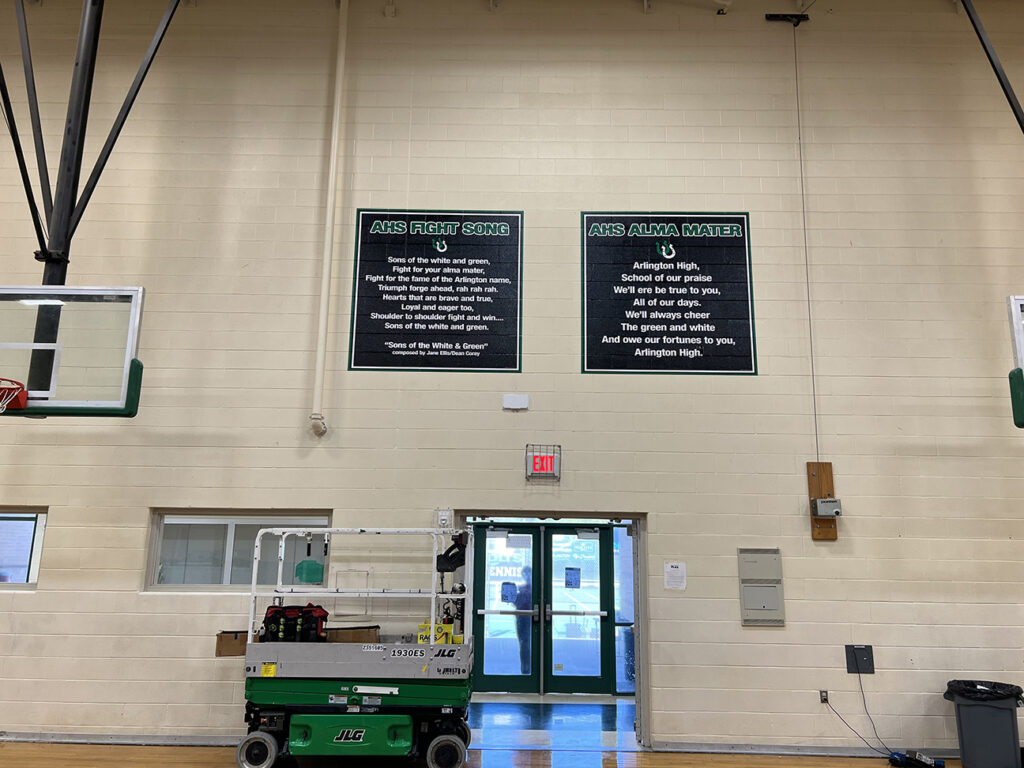 AHS FIGHT SONG
Sons of the white and green,
Fight for your alma mater,
Fight for the fame of the Arlington name,
Triumph forge ahead, rah rah rah.
Hearts that are brave and true,
Loyal and eager too,
Shoulder to shoulder fight and win....
Sons of the white and green.
"Sons of the White & Green"
composed by Jane Ellis/Dean Corey
AHS ALMA MATER
Arlington High,
School of our praise
We'll ere be true to you,
All of our days.
We'll always cheer
The green and white
And owe our fortunes to you,
Arlington High.
EXIT
ENNIS
RAGS
1930ES JLG
JLG